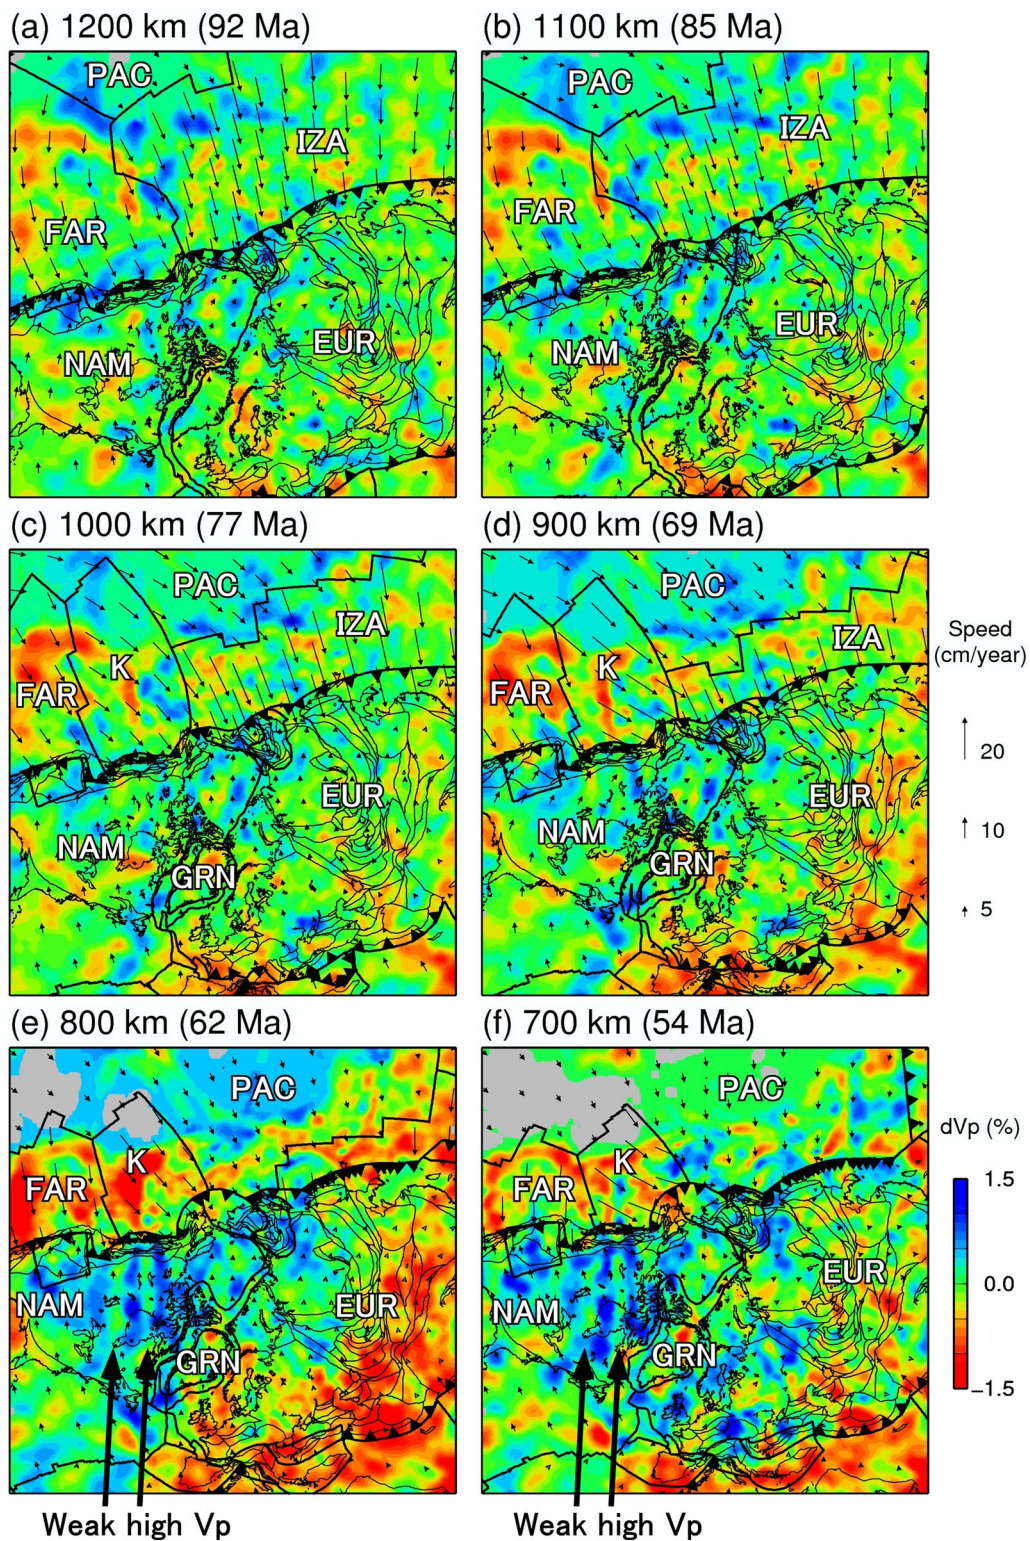 (a) 1200 km (92 Ma)
PAC
IZA
FAR
NAM
EUR
(b) 1100 km (85 Ma)
PAC
IZA
FAR
NAM
EUR
(c) 1000 km (77 Ma)
PAC
IZA
K
FAR
NAM
EUR
GRN
(d) 900 km (69 Ma)
PAC
IZA
K
FAR
NAM
EUR
GRN
Speed
(cm/year)
20
10
5
(e) 800 km (62 Ma)
PAC
K
FAR
NAM
EUR
GRN
Weak high Vp
(f) 700 km (54 Ma)
PAC
K
FAR
NAM
EUR
GRN
Weak high Vp
dVp (%)
1.5
0.0
−1.5